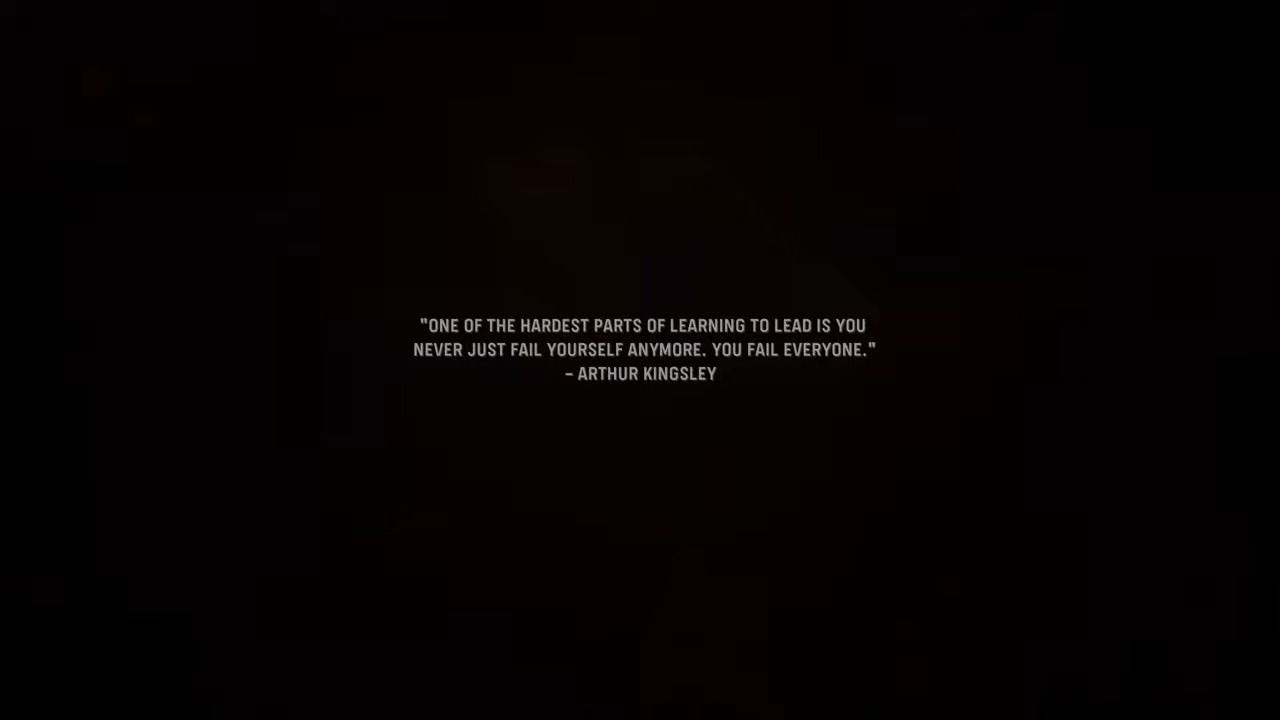 "ONE OF THE HARDEST PARTS OF LEARNING TO LEAD IS YOU
NEVER JUST FAIL YOURSELF ANYMORE. YOU FAIL EVERYONE."
– ARTHUR KINGSLEY